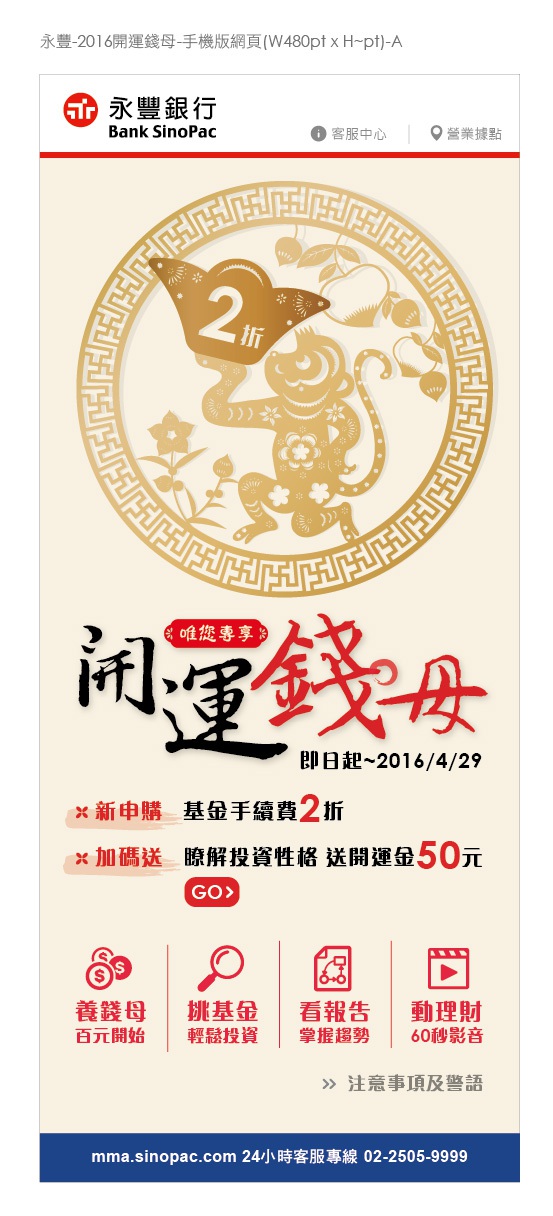 永豐-2016開運錢母-手機版網頁(W480pt x H~pt)-A
永豐銀行
Bank SinoPac
客服中心
營業據點
2折
唯您專享
開運錢母
即日起~2016/4/29
新申購 基金手續費2折
加碼送 瞭解投資性格 送開運金50元
GO>
養錢母
百元開始
挑基金
輕鬆投資
看報告
掌握趨勢
動理財
60秒影音
>> 注意事項及警語
mma.sinopac.com 24小時客服專線 02-2505-9999